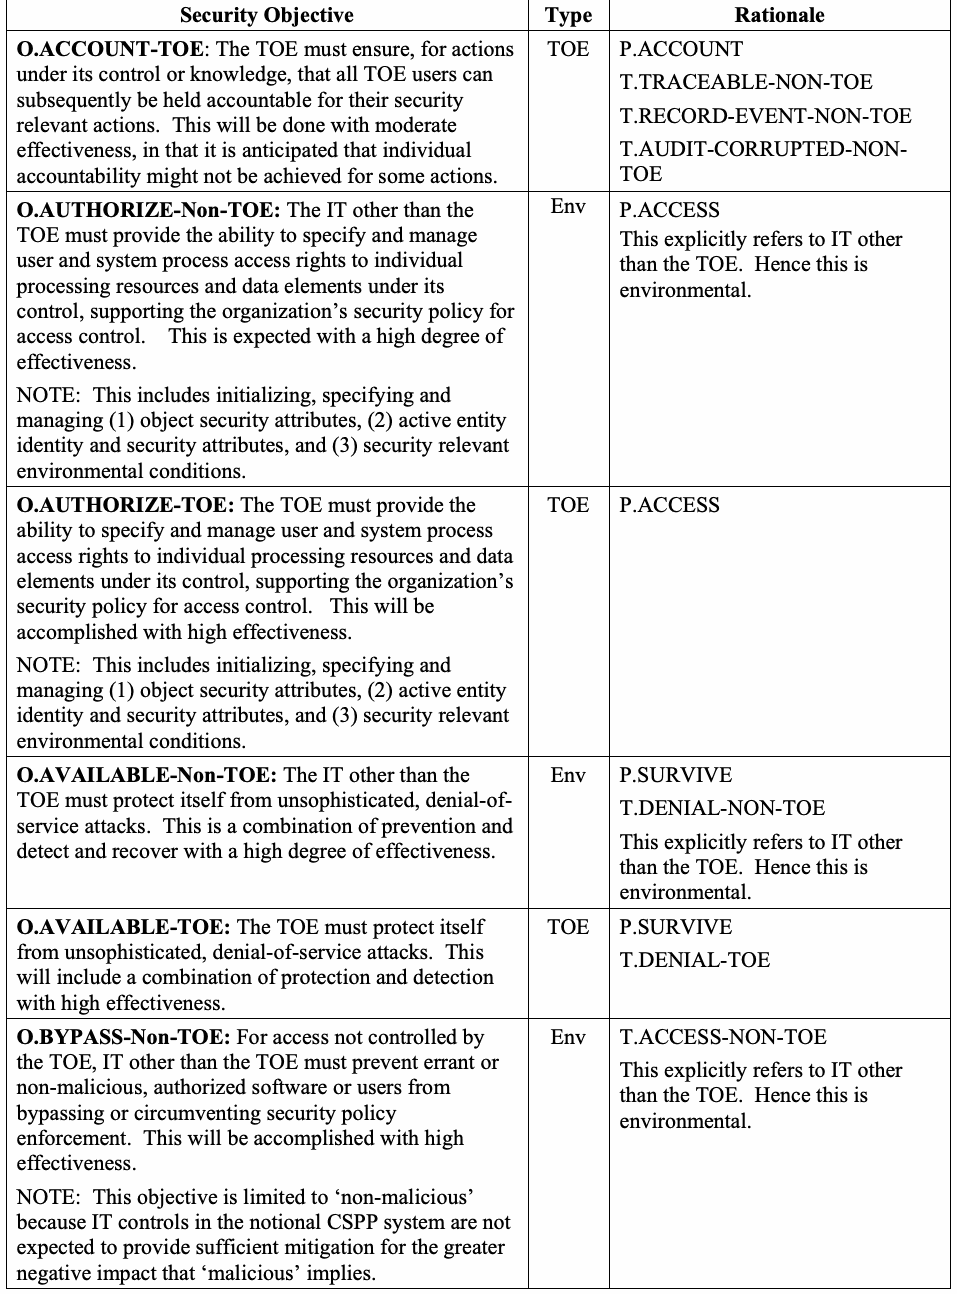 Security Objective Type Rationale
O.ACCOUNT-TOE: The TOE must ensure, for actions
under its control or knowledge, that all TOE users can
subsequently be held accountable for their security
relevant actions.  This will be done with moderate
effectiveness, in that it is anticipated that individual
accountability might not be achieved for some actions.
TOE
P.ACCOUNT
T.TRACEABLE-NON-TOE
T.RECORD-EVENT-NON-TOE
T.AUDIT-CORRUPTED-NON-
TOE
O.AUTHORIZE-Non-TOE: The IT other than the
TOE must provide the ability to specify and manage
user and system process access rights to individual
processing resources and data elements under its
control, supporting the organization’s security policy for
access control.    This is expected with a high degree of
effectiveness.
NOTE:  This includes initializing, specifying and
managing (1) object security attributes, (2) active entity
identity and security attributes, and (3) security relevant
environmental conditions.
Env
P.ACCESS
This explicitly refers to IT other
than the TOE.  Hence this is
environmental.
O.AUTHORIZE-TOE: The TOE must provide the
ability to specify and manage user and system process
access rights to individual processing resources and data
elements under its control, supporting the organization’s
security policy for access control.   This will be
accomplished with high effectiveness.
NOTE:  This includes initializing, specifying and
managing (1) object security attributes, (2) active entity
identity and security attributes, and (3) security relevant
environmental conditions.
TOE
P.ACCESS
O.AVAILABLE-Non-TOE: The IT other than the
TOE must protect itself from unsophisticated, denial-of-
service attacks.  This is a combination of prevention and
detect and recover with a high degree of effectiveness.
Env
P.SURVIVE
T.DENIAL-NON-TOE
This explicitly refers to IT other
than the TOE.  Hence this is
environmental.
O.AVAILABLE-TOE: The TOE must protect itself
from unsophisticated, denial-of-service attacks.  This
will include a combination of protection and detection
with high effectiveness.
TOE
P.SURVIVE
T.DENIAL-TOE
O.BYPASS-Non-TOE: For access not controlled by
the TOE, IT other than the TOE must prevent errant or
non-malicious, authorized software or users from
bypassing or circumventing security policy
enforcement.  This will be accomplished with high
effectiveness.
NOTE:  This objective is limited to ‘non-malicious’
because IT controls in the notional CSPP system are not
expected to provide sufficient mitigation for the greater
negative impact that ‘malicious’ implies.
Env
T.ACCESS-NON-TOE
This explicitly refers to IT other
than the TOE.  Hence this is
environmental.